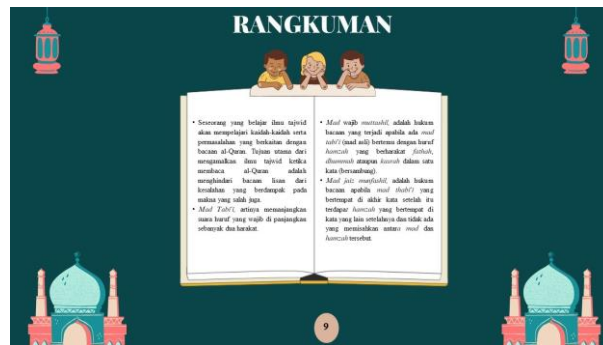 RANGKUMAN
• Seseorang yang belajar ilmu tajwid
akan mempelajari kaidah-kaidah serta
permasalahan yang berkaitan dengan
bacaan al-Quran. Tujuan utama dari
mengamalkan ilmu tajwid ketika
membaca al-Quran adalah
menghindari bacaan lisan dari
kesalahan yang berdampak pada
makna yang salah juga.
• Mad Tabi'i, artinya memanjangkan
suara huruf yang wajib di panjangkan
sebanyak dua harakat.
• Mad wajib muttashil, adalah hukum
bacaan yang terjadi apabila ada mad
tabi'i (mad asli) bertemu dengan huruf
hamzah yang berharakat fathah,
dhammah ataupun kasrah dalam satu
kata (bersambung).
• Mad jaiz munfashil, adalah hukum
bacaan apabila mad thabi'i yang
bertempat di akhir kata setelah itu
terdapar hamzah yang bertempat di
kata yang lain setelahnya dan tidak ada
yang memisahkan antara mad dan
hamzah tersebut.
9